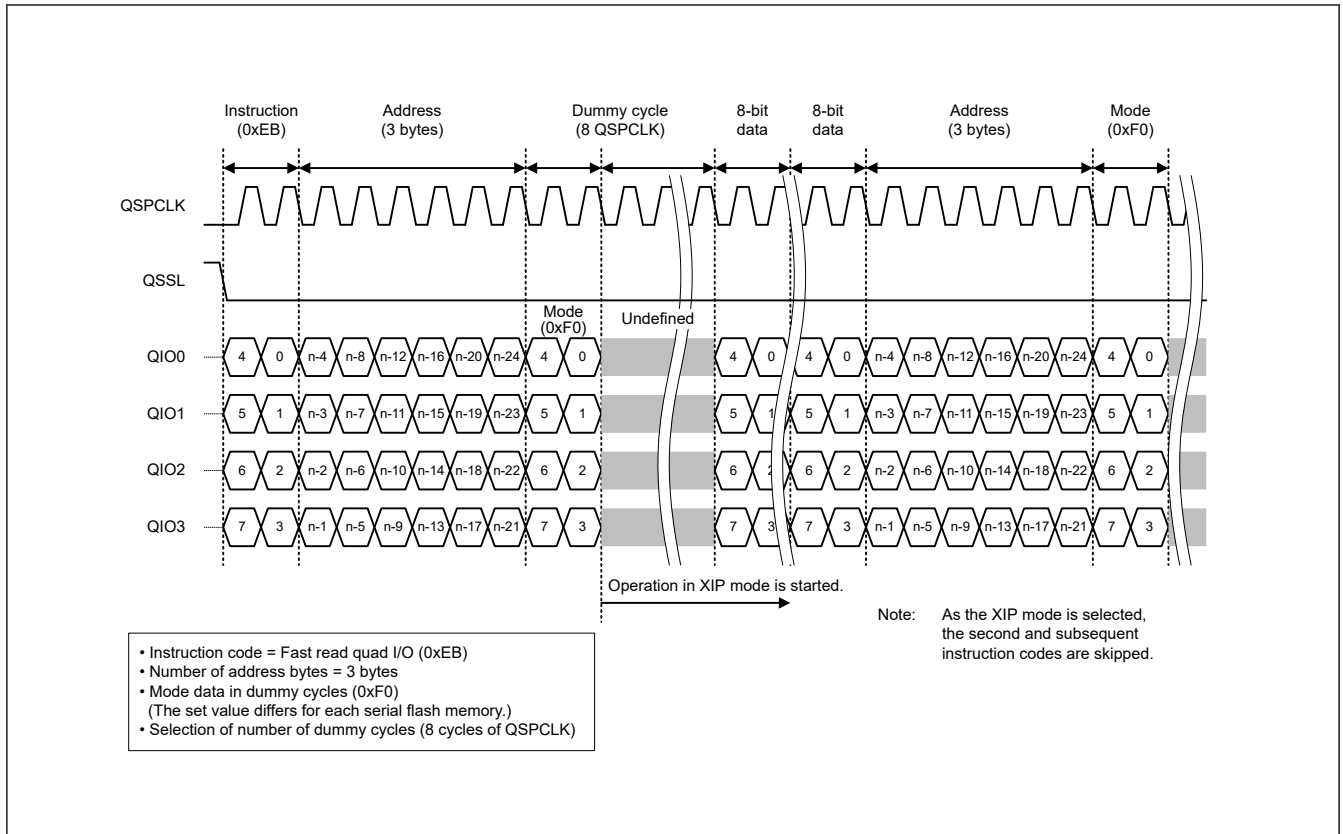 Instruction
(0xEB)
Address
(3 bytes)
Dummy cycle
(8 QSPCLK)
8-bit
data
8-bit
data
Address
(3 bytes)
Mode
(0xF0)
QSPCLK
QSSL
Mode
(0xF0)
Undefined
QIO0 4 0 n-4 n-8 n-12 n-16 n-20 n-24 4 0 4 0 4 0 n-4 n-8 n-12 n-16 n-20 n-24 4 0
QIO1 5 1 n-3 n-7 n-11 n-15 n-19 n-23 5 1 5 1 5 1 n-3 n-7 n-11 n-15 n-19 n-23 5 1
QIO2 6 2 n-2 n-6 n-10 n-14 n-18 n-22 6 2 6 2 6 2 n-2 n-6 n-10 n-14 n-18 n-22 6 2
QIO3 7 3 n-1 n-5 n-9 n-13 n-17 n-21 7 3 7 3 7 3 n-1 n-5 n-9 n-13 n-17 n-21 7 3
Operation in XIP mode is started.
Note: As the XIP mode is selected,
the second and subsequent
instruction codes are skipped.
• Instruction code = Fast read quad I/O (0xEB)
• Number of address bytes = 3 bytes
• Mode data in dummy cycles (0xF0)
(The set value differs for each serial flash memory.)
• Selection of number of dummy cycles (8 cycles of QSPCLK)